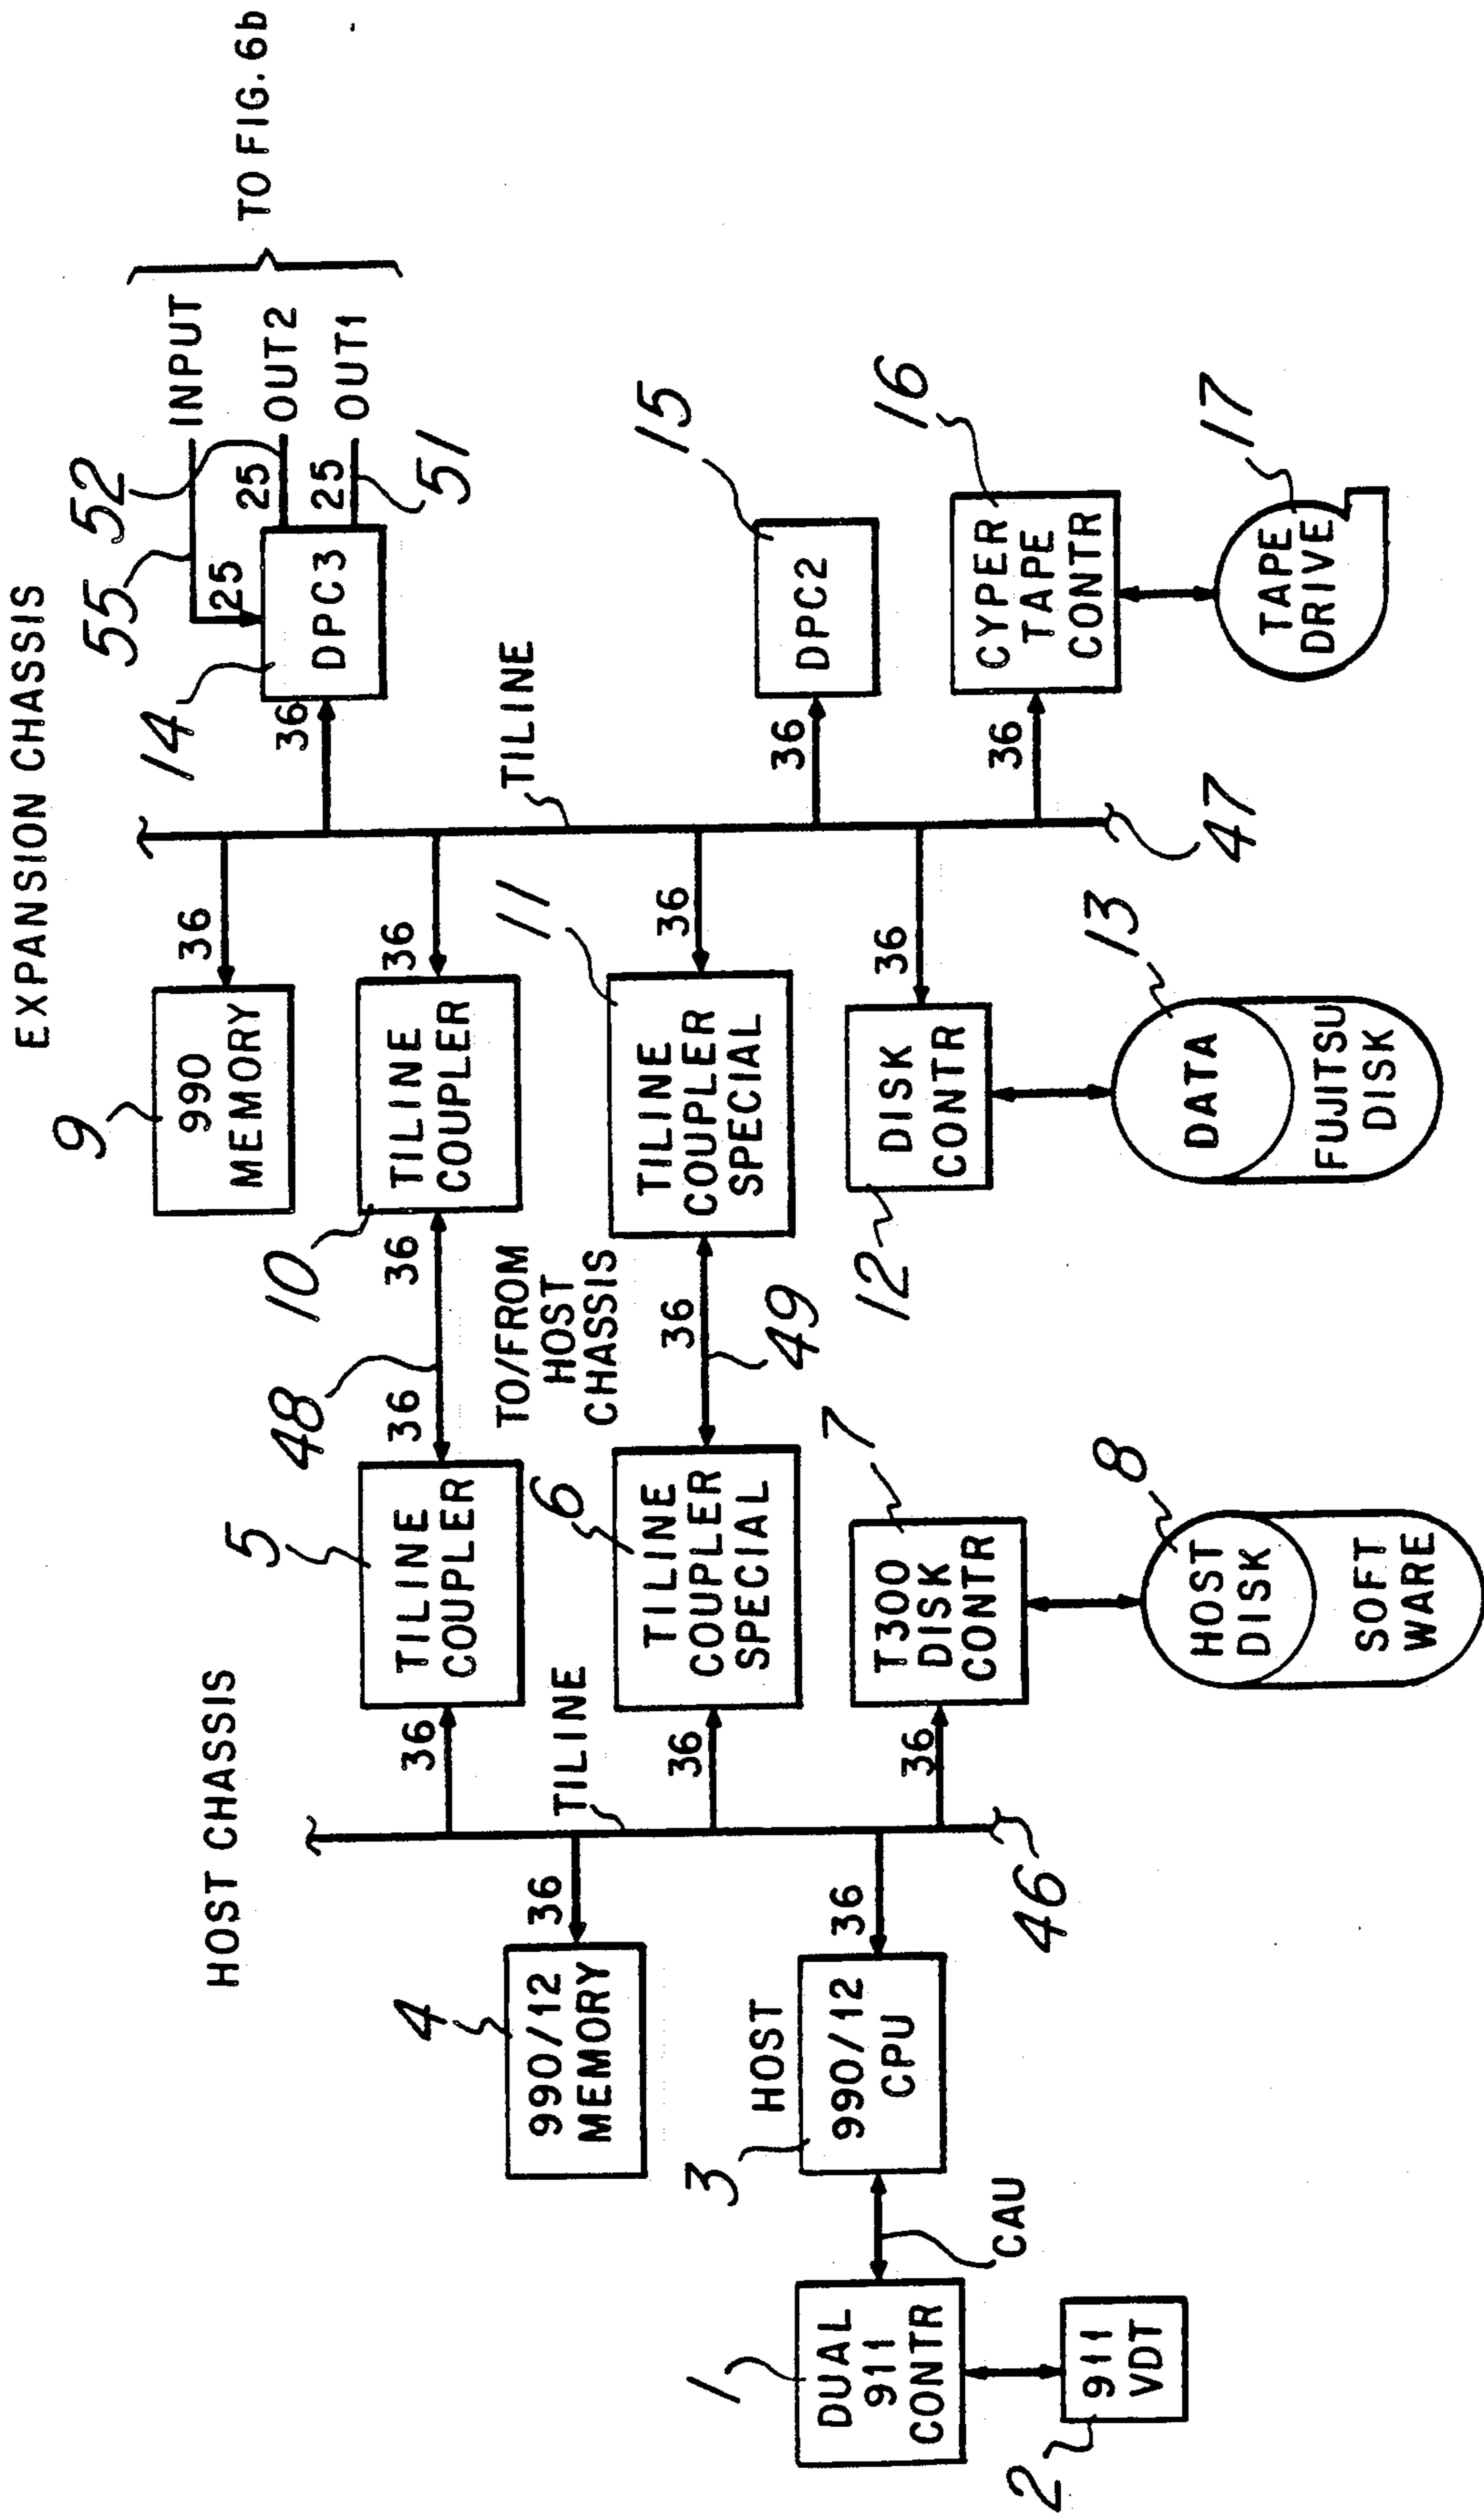 EXPANSION CHASSIS
HOST CHASSIS
TO FIG. 6b
9
990
MEMORY
36
10
TILINE
COUPLER
36
36
48
36
5
TILINE
COUPLER
36
TO/FROM
HOST
CHASSIS
11
TILINE
COUPLER
SPECIAL
36
36
49
6
TILINE
COUPLER
SPECIAL
36
TILINE
46
4
990/12
MEMORY
36
HOST
3
990/12
CPU
36
CAU
1
DUAL
911
CONTR
2
911
VDT
7
T300
DISK
CONTR
36
8
HOST
DISK
SOFT
WARE
12
DISK
CONTR
36
13
DATA
FUJITSU
DISK
TILINE
47
14
DPC3
36
55
52
25
INPUT
25
OUT2
25
OUT1
51
15
DPC2
36
16
CYPER
TAPE
CONTR
36
17
TAPE
DRIVE